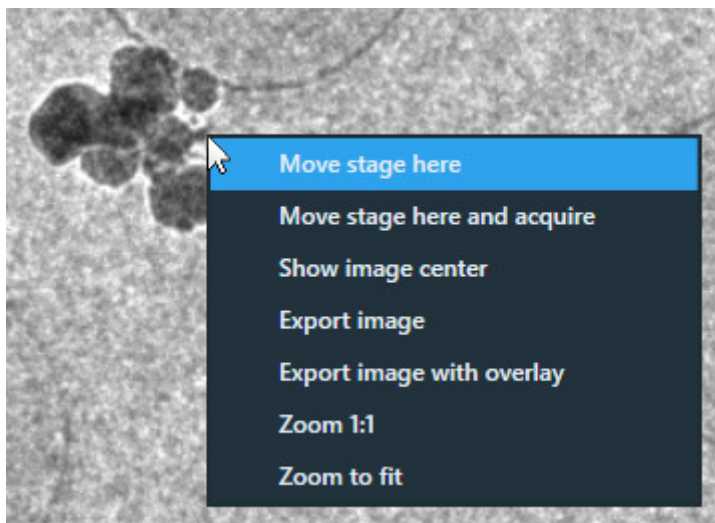 Move stage here
Move stage here and acquire
Show image center
Export image
Export image with overlay
Zoom 1:1
Zoom to fit